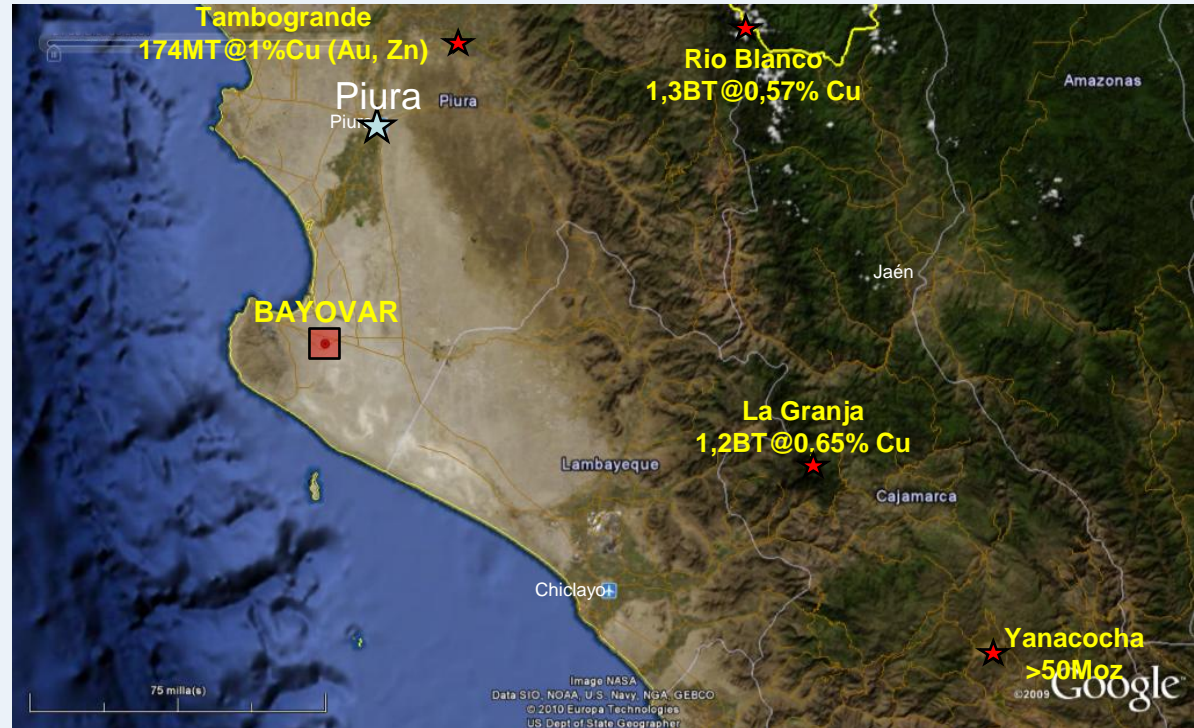 Tambogrande
174MT@1%Cu (Au, Zn)
Rio Blanco
1,3BT@0,57% Cu
Amazonas
Piura
Piura
BAYOVAR
Jaén
La Granja
1,2BT@0,65% Cu
Lambayeque
Cajamarca
Chiclayo
Yanacocha
>50Moz
75 milla(s)
Image NASA
Data SIO, NOAA, U.S. Navy, NGA, GEBCO
© 2010 Europa Technologies
US Dept of State Geographer
©2009 Google